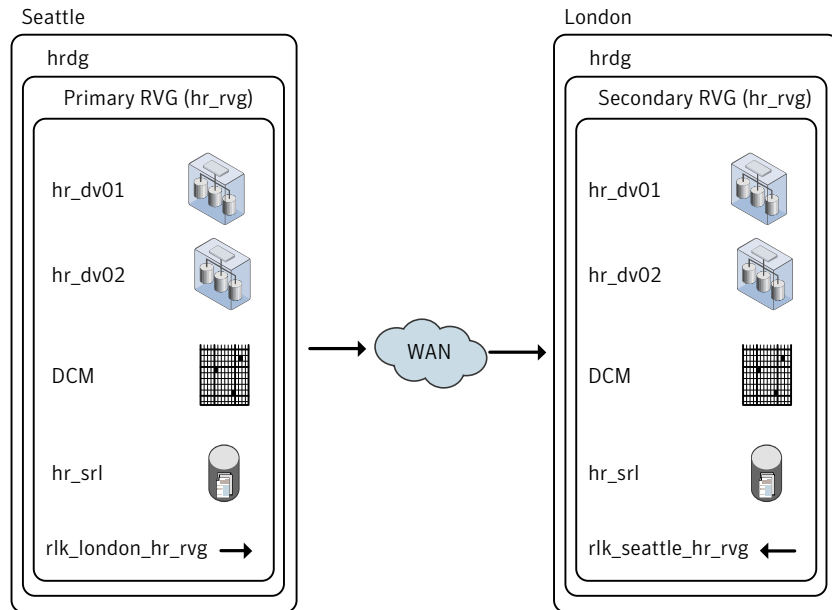 Seattle
hrdg
Primary RVG (hr_rvg)
hr_dv01
hr_dv02
DCM
hr_srl
rlk_london_hr_rvg
WAN
London
hrdg
Secondary RVG (hr_rvg)
hr_dv01
hr_dv02
DCM
hr_srl
rlk_seattle_hr_rvg